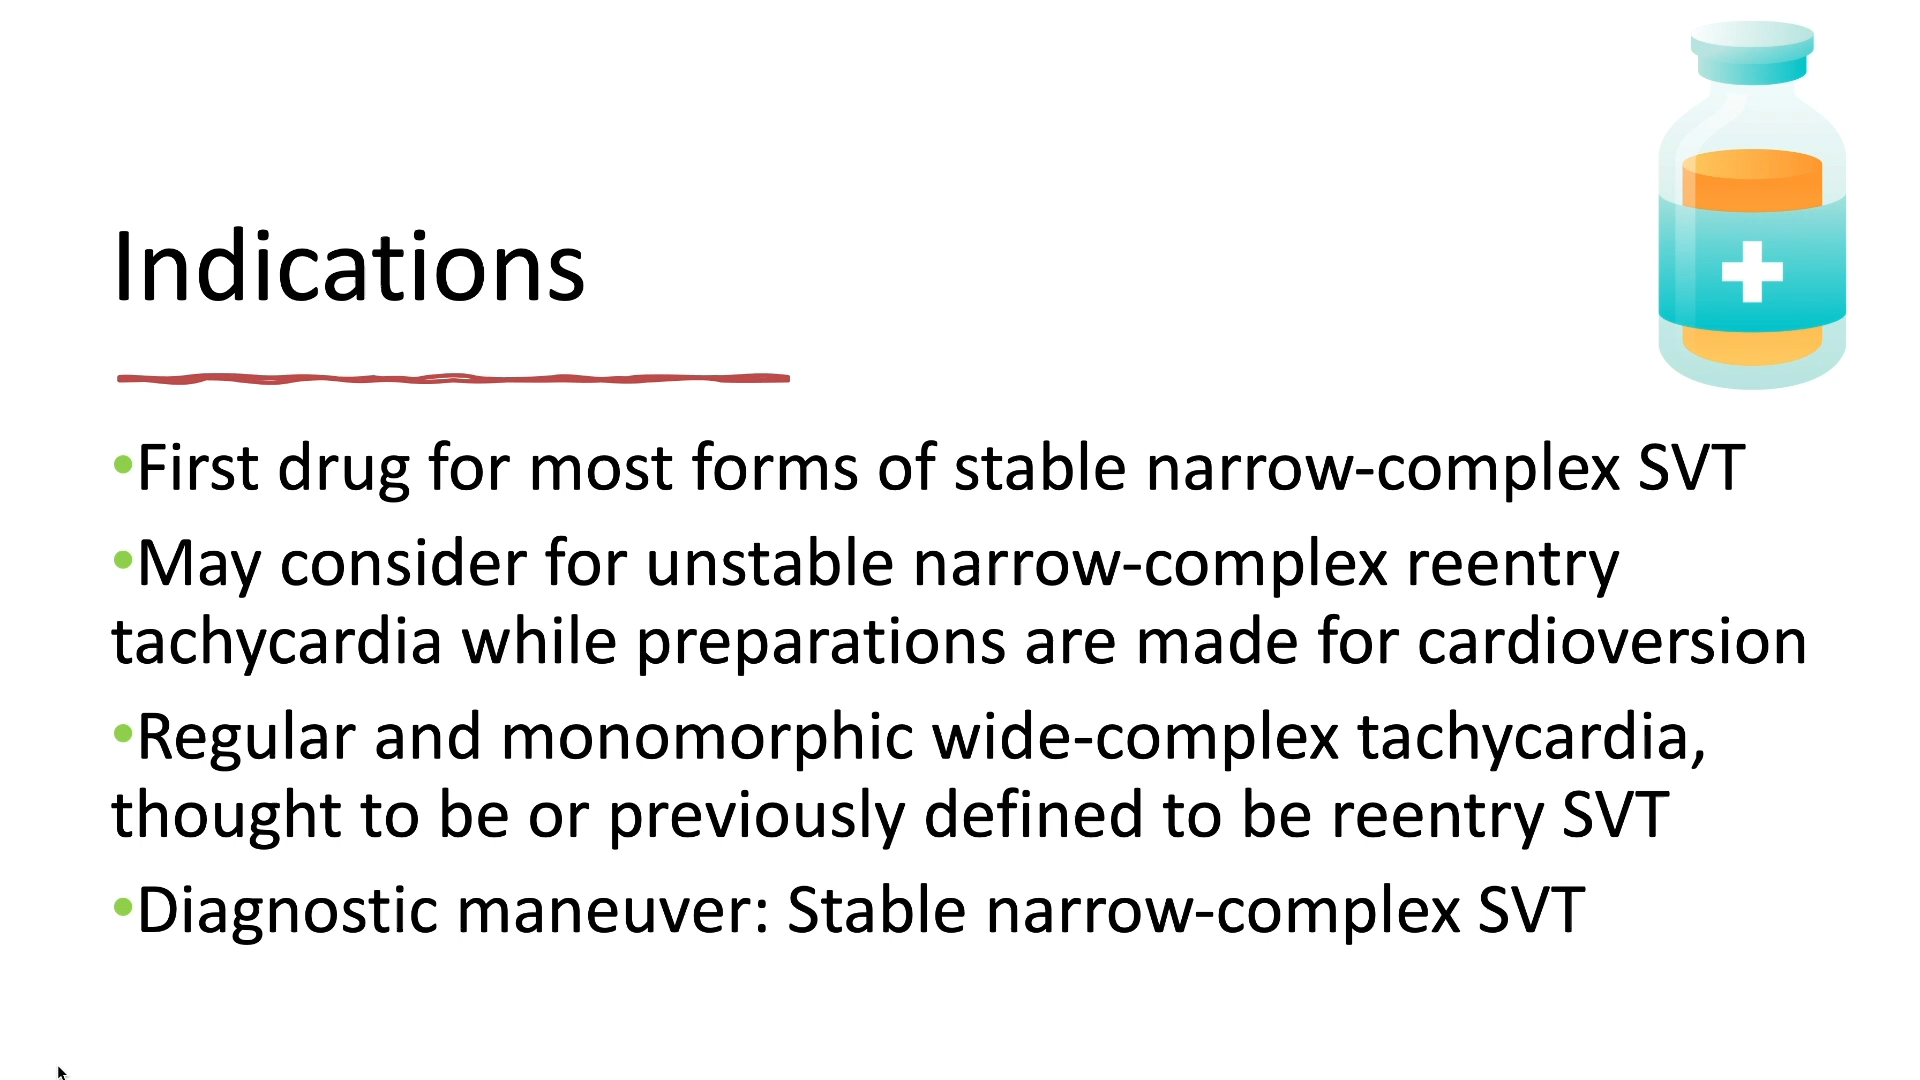 Indications
•First drug for most forms of stable narrow-complex SVT
•May consider for unstable narrow-complex reentry
tachycardia while preparations are made for cardioversion
•Regular and monomorphic wide-complex tachycardia,
thought to be or previously defined to be reentry SVT
•Diagnostic maneuver: Stable narrow-complex SVT